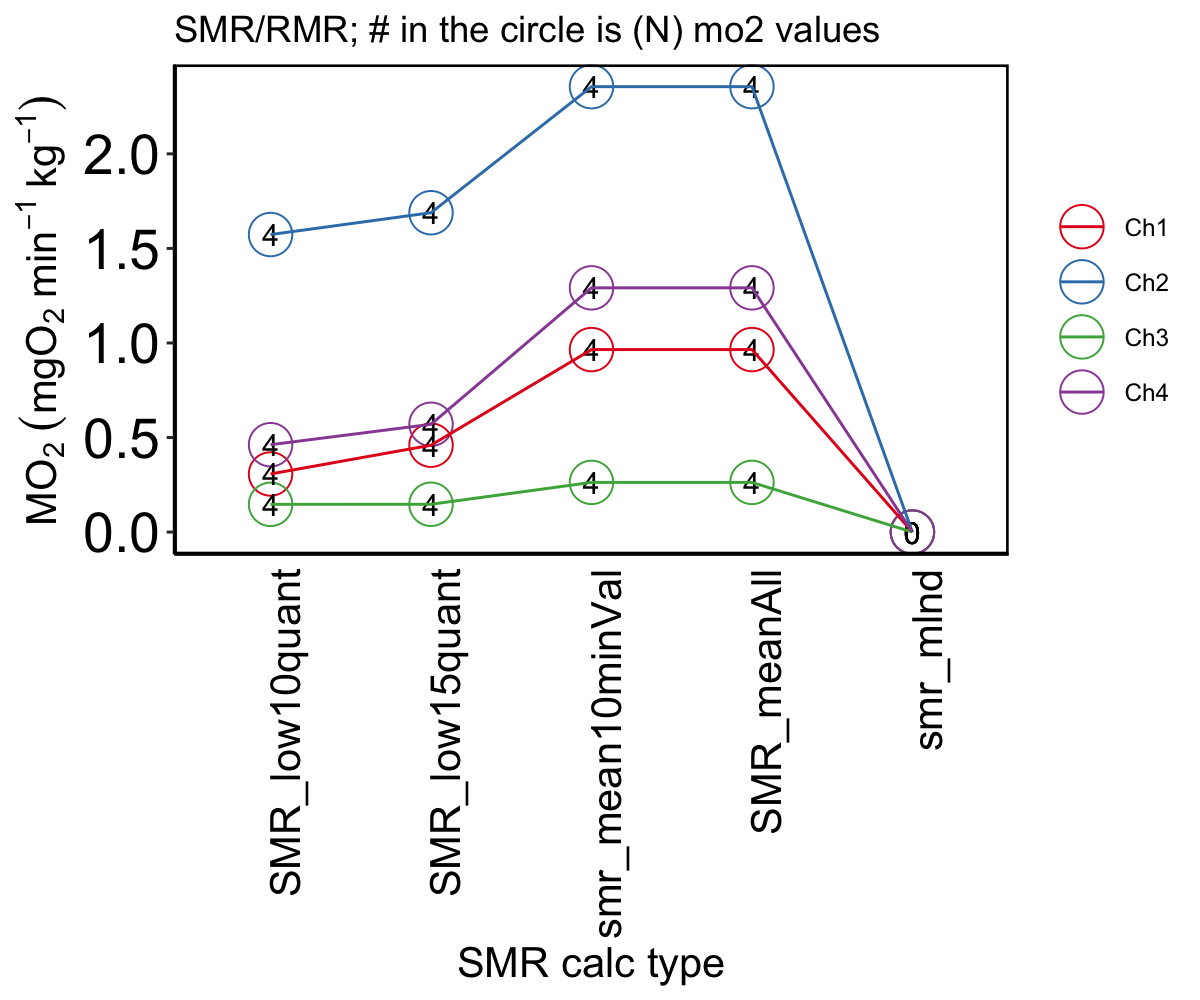 SMR/RMR; # in the circle is (N) mo2 values
MO₂ (mgO₂ min⁻¹ kg⁻¹)
2.0
1.5
1.0
0.5
0.0
4 4 4 4
4 4 4 4
4 4 4 4
4 4 4 4
0
SMR_low10quant
SMR_low15quant
smr_mean10minVal
SMR_meanAll
smr_mlnd
SMR calc type
Ch1
Ch2
Ch3
Ch4